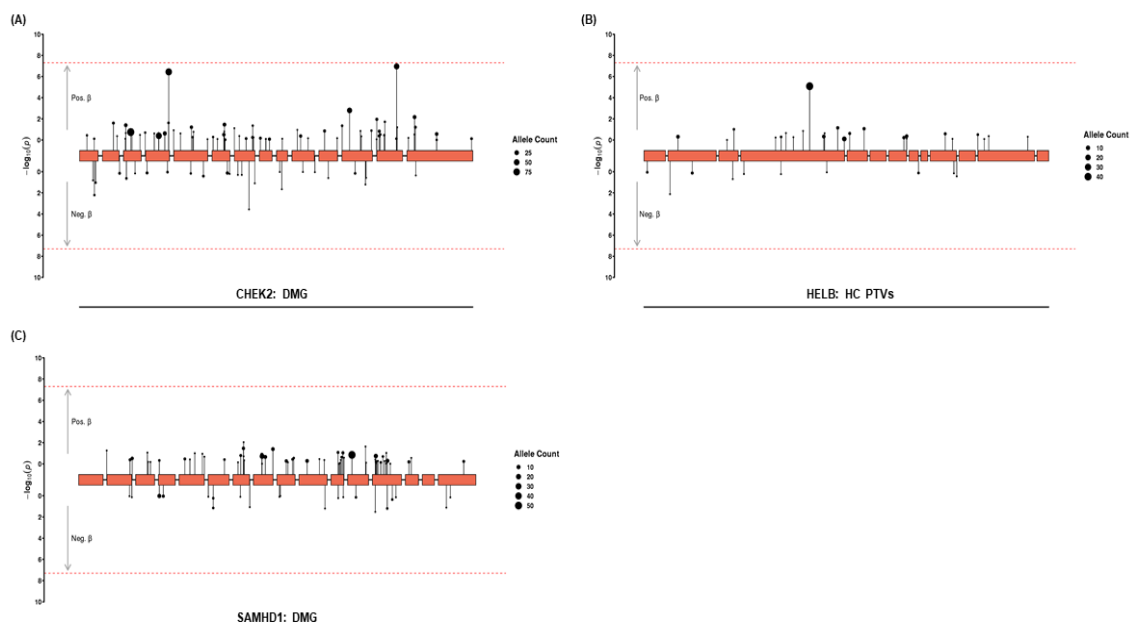 (A)
10
8
6
4
2
0
0
2
4
6
8
10
−log10(p)
Pos. β
Neg. β
Allele Count
25
50
75
CHEK2: DMG
(B)
10
8
6
4
2
0
0
2
4
6
8
10
−log10(p)
Pos. β
Neg. β
Allele Count
10
20
30
40
HELB: HC PTVs
(C)
10
8
6
4
2
0
0
2
4
6
8
10
−log10(p)
Pos. β
Neg. β
Allele Count
10
20
30
40
50
SAMHD1: DMG